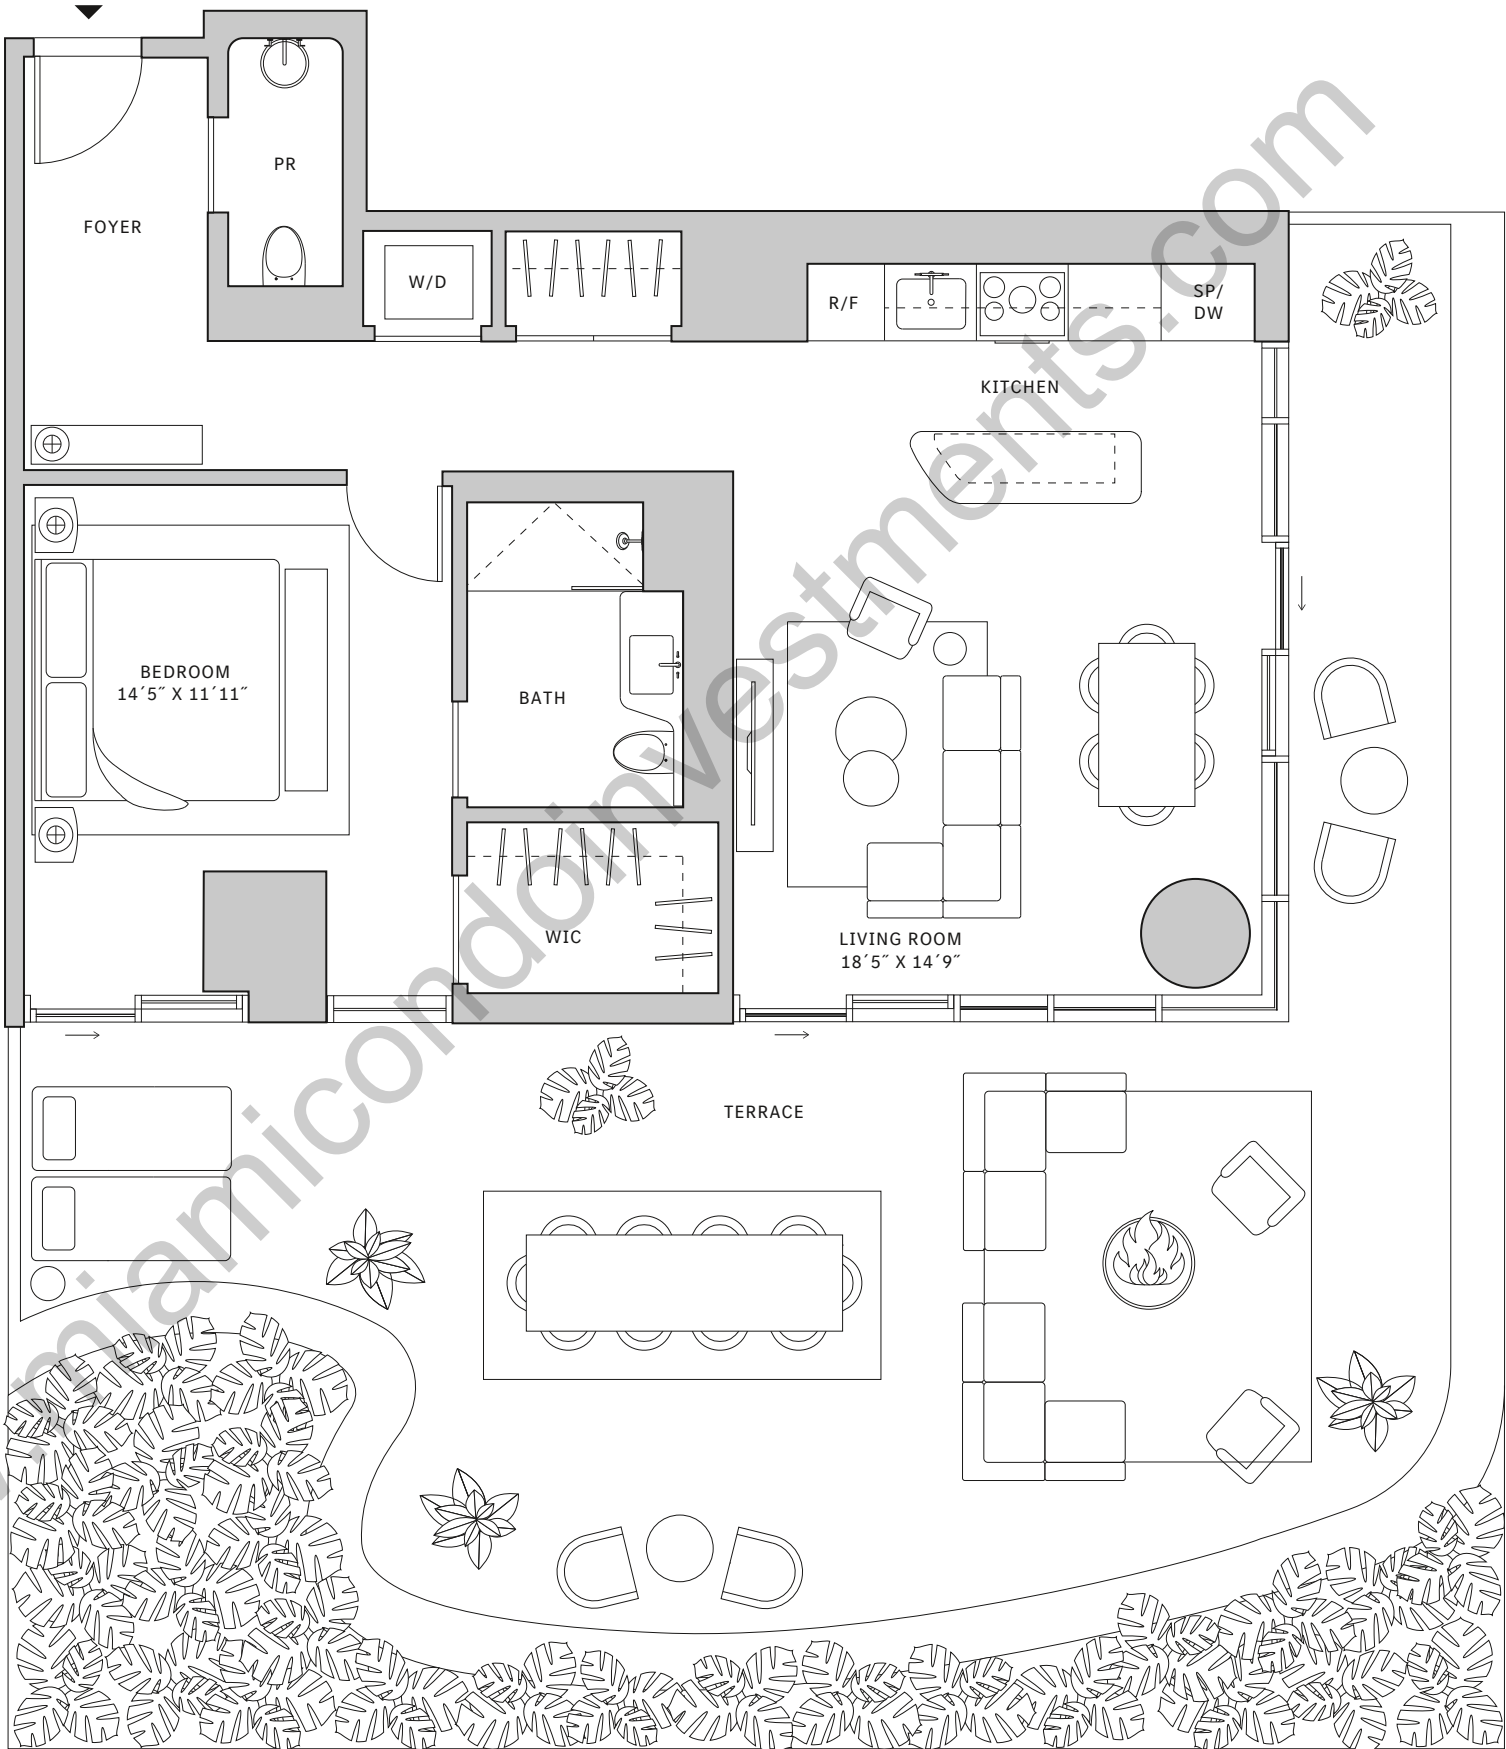 PR
FOYER
W/D
R/F
SP/
DW
KITCHEN
BEDROOM
14´5˝ X 11´11˝
BATH
WIC
LIVING ROOM
18´5˝ X 14´9˝
TERRACE
.miamicondoinvestments.com